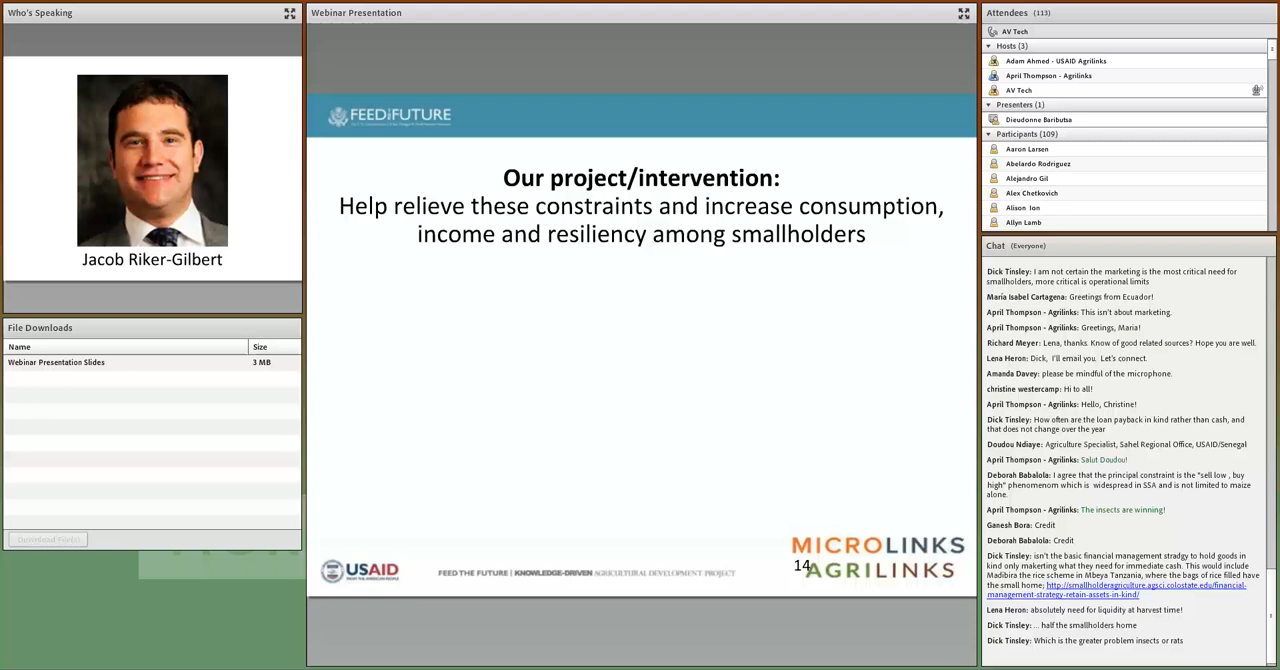 Who's Speaking
Jacob Riker-Gilbert
File Downloads
Name
Size
Webinar Presentation Slides
3 MB
Download File(s)
Webinar Presentation
FEED THE FUTURE
Our project/intervention:
Help relieve these constraints and increase consumption,
income and resiliency among smallholders
USAID
FROM THE AMERICAN PEOPLE
FEED THE FUTURE | KNOWLEDGE-DRIVEN AGRICULTURAL DEVELOPMENT PROJECT
MICROLINKS
14
AGRILINKS
Attendees (113)
AV Tech
Hosts (3)
Adam Ahmed - USAID Agrilinks
April Thompson - Agrilinks
AV Tech
Presenters (1)
Dieudonne Baributsa
Participants (109)
Aaron Larsen
Abelardo Rodriguez
Alejandro Gil
Alex Chetkovich
Alison Ion
Allyn Lamb
Chat (Everyone)
Dick Tinsley: I am not certain the marketing is the most critical need for
smallholders, more critical is operational limits
María Isabel Cartagena: Greetings from Ecuador!
April Thompson - Agrilinks: This isn't about marketing.
April Thompson - Agrilinks: Greetings, Maria!
Richard Meyer: Lena, thanks. Know of good related sources? Hope you are well.
Lena Heron: Dick, I'll email you. Let's connect.
Amanda Davey: please be mindful of the microphone.
christine westercamp: Hi to all!
April Thompson - Agrilinks: Hello, Christine!
Dick Tinsley: How often are the loan payback in kind rather than cash, and
that does not change over the year
Doudou Ndiaye: Agriculture Specialist, Sahel Regional Office, USAID/Senegal
April Thompson - Agrilinks: Salut Doudou!
Deborah Babalola: I agree that the principal constraint is the "sell low , buy
high" phenomenom which is widespread in SSA and is not limited to maize
alone.
April Thompson - Agrilinks: The insects are winning!
Ganesh Bora: Credit
Deborah Babalola: Credit
Dick Tinsley: isn't the basic financial management stradgy to hold goods in
kind only makerting what they need for immediate cash. This would include
Madibira the rice scheme in Mbeya Tanzania, where the bags of rice filled have
the small home; http://smallholderagriculture.agsci.colostate.edu/financial-
management-strategy-retain-assets-in-kind/
Lena Heron: absolutely need for liquidity at harvest time!
Dick Tinsley: ... half the smallholders home
Dick Tinsley: Which is the greater problem insects or rats